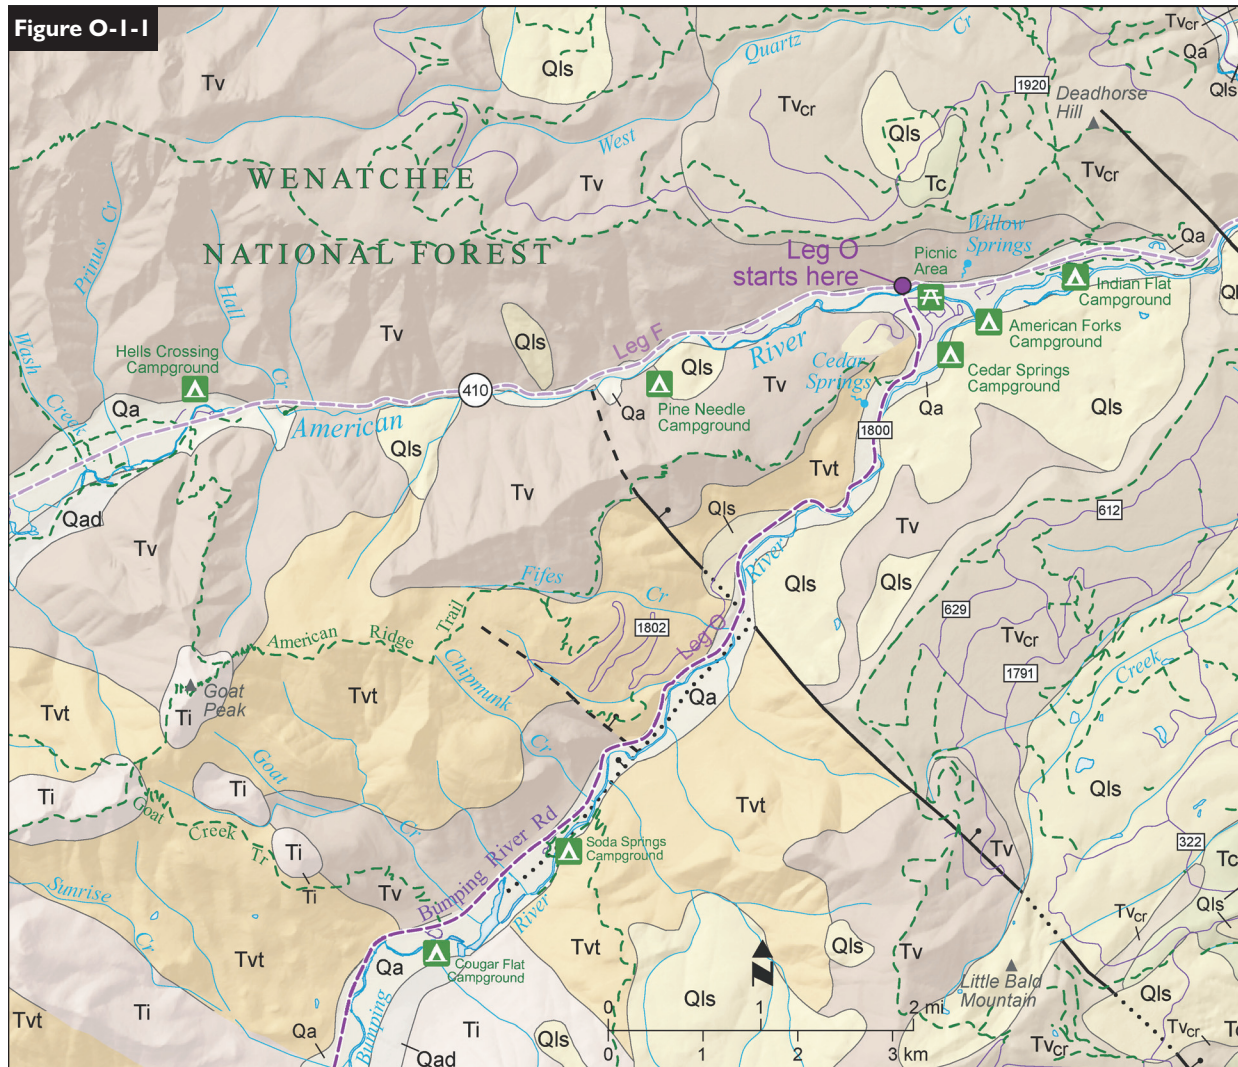 Figure O-1-1
Tv
Qls
Quartz
Cr
Tvcr
Qa
Qls
1920
Deadhorse
Hill
Tvcr
Qls
Tvcr
Tc
West
Tv
WENATCHEE
NATIONAL FOREST
Prinus Cr
Hall
Cr
Willow
Springs
Qa
Leg O
starts here
Picnic
Area
Indian Flat
Campground
American Forks
Campground
Cedar Springs
Campground
Qls
Tv
Qls
Leg F
River
Qls
Tv
Cedar
Springs
Wash
Creek
Hells Crossing
Campground
Qa
410
American
Qls
Qa
Pine Needle
Campground
Qa
1800
Tvt
Qls
Tv
Qls
Tv
612
Qad
Tv
Fifes
Cr
River
Qls
Qls
629
Tvcr
1791
Creek
American Ridge Trail
1802
Leg O
Chipmunk
Cr
Qa
Goat
Peak
Ti
Tvt
Tvt
Ti
Ti
Goat
Cr
Goat Creek Tr
Ti
Ti
Tvt
Qls
322
Tc
Tv
Tvcr
Qls
Bumping River Rd
Soda Springs
Campground
River
Tv
Sunrise
Cr
Tvt
Qa
Cougar Flat
Campground
Tvt
Qls
Qls
Tv
Little Bald
Mountain
Qls
Tvcr
Tvcr
Ti
Tvt
Qa
Bumping
Qad
Ti
Qls
N
0 1 2 mi
0 1 2 3 km